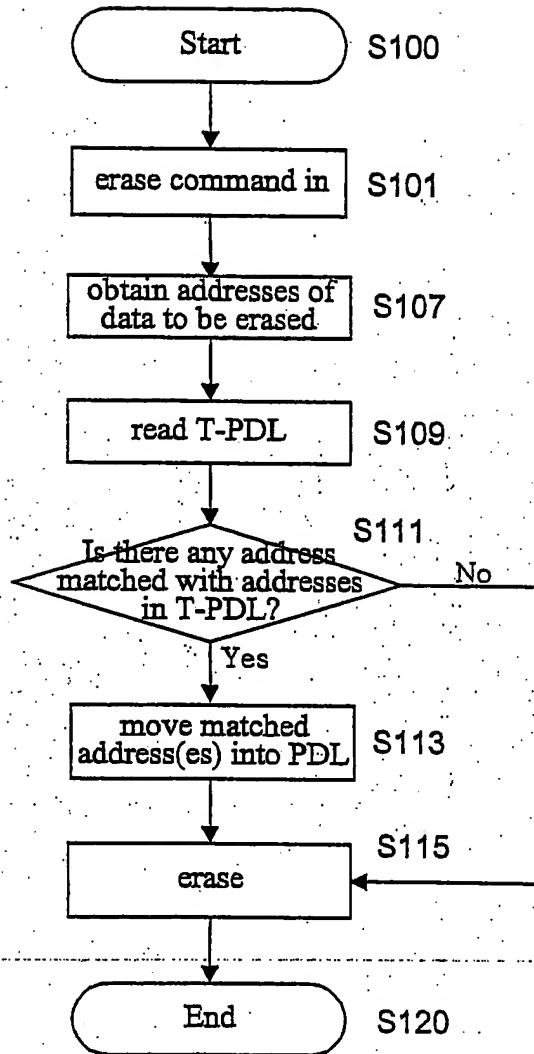 Start
S100
erase command in
S101
obtain addresses of
data to be erased
S107
read T-PDL
S109
S111
Is there any address
matched with addresses
in T-PDL?
No
Yes
move matched
address(es) into PDL
S113
S115
erase
End
S120